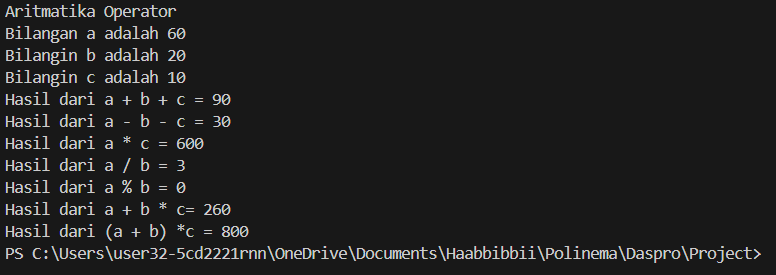 Aritmatika Operator
Bilangan a adalah 60
Bilangin b adalah 20
Bilangin c adalah 10
Hasil dari a + b + c = 90
Hasil dari a - b - c = 30
Hasil dari a * c = 600
Hasil dari a / b = 3
Hasil dari a % b = 0
Hasil dari a + b * c= 260
Hasil dari (a + b) *c = 800
PS C:\Users\user32-5cd2221rnn\OneDrive\Documents\Haabbibbii\Polinema\Daspro\Project>